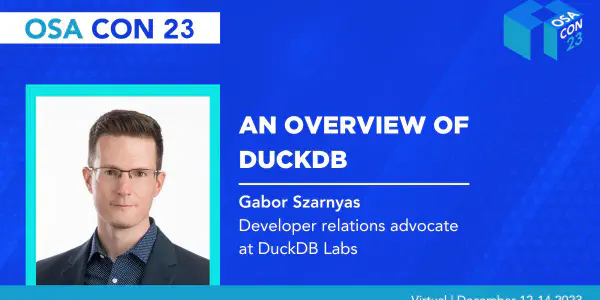 OSA CON 23
OSA
CON
23
AN OVERVIEW OF
DUCKDB
Gabor Szarnyas
Developer relations advocate
at DuckDB Labs
Virtual | December 12-14 2023